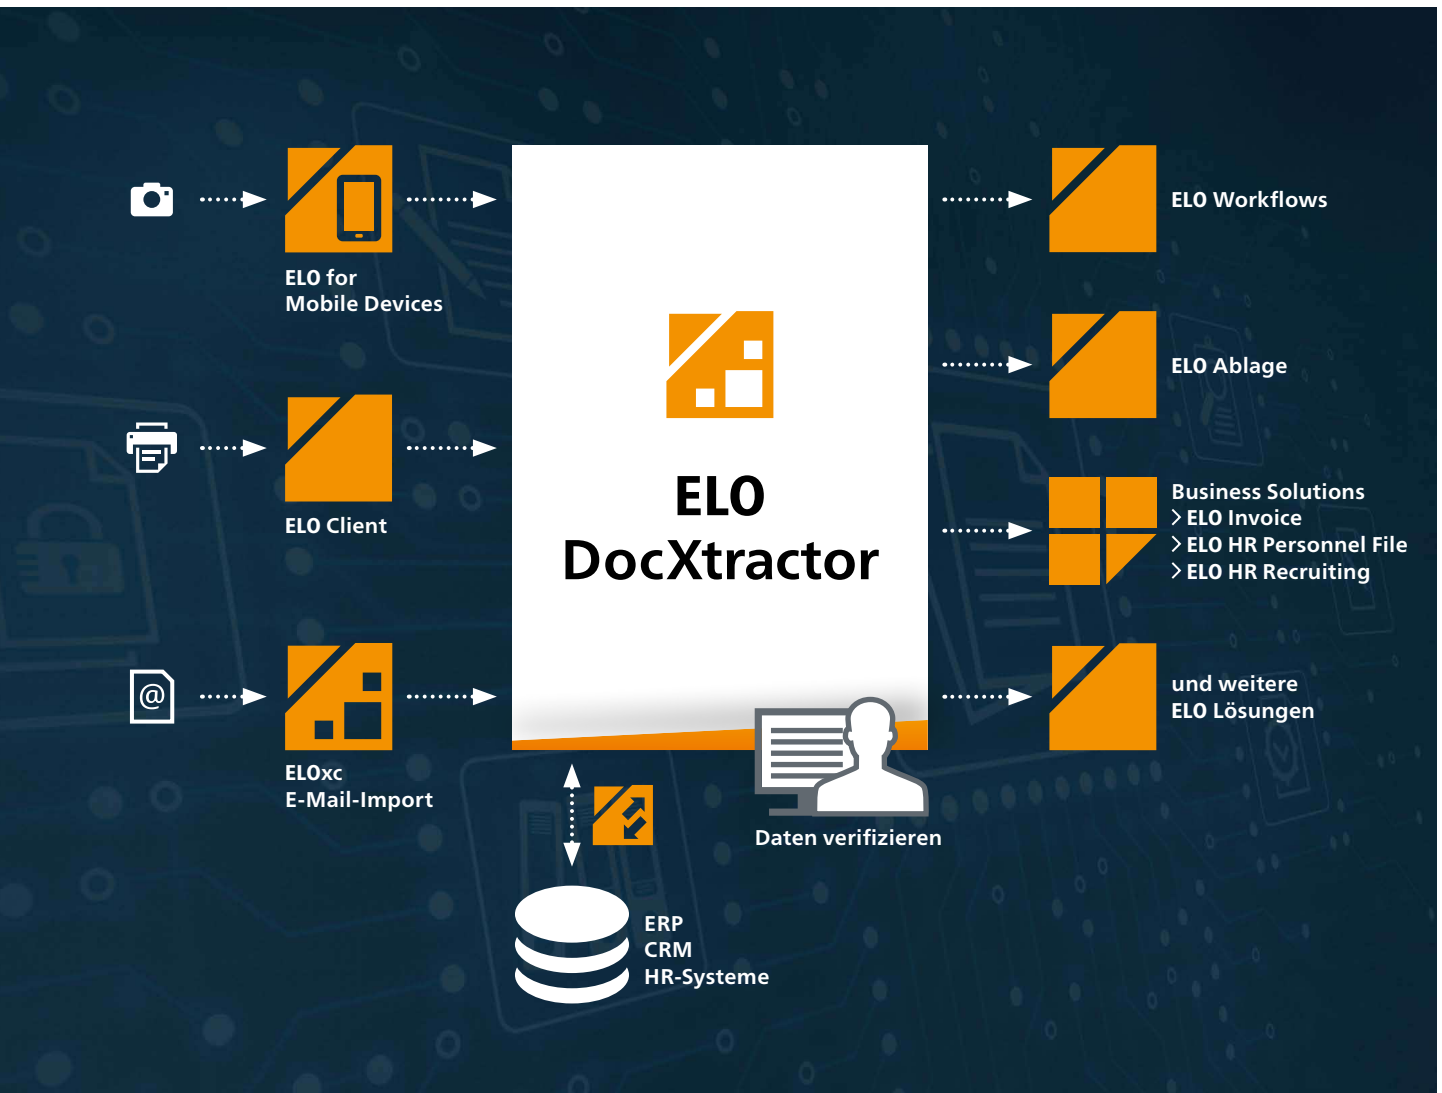 ELO for
Mobile Devices
ELO Client
@
ELOxc
E-Mail-Import
ELO
DocXtractor
Daten verifizieren
ERP
CRM
HR-Systeme
ELO Workflows
ELO Ablage
Business Solutions
> ELO Invoice
> ELO HR Personnel File
> ELO HR Recruiting
und weitere
ELO Lösungen